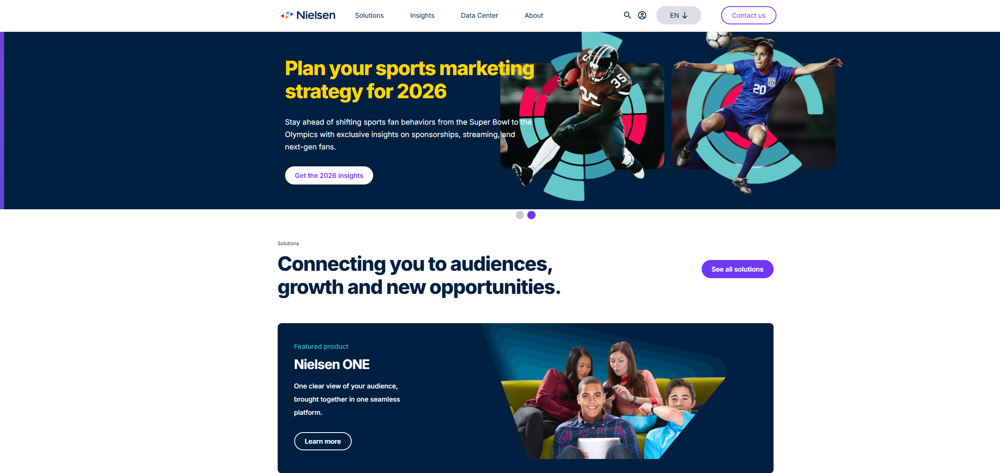 Nielsen
Solutions
Insights
Data Center
About
EN
Contact us
Plan your sports marketing
strategy for 2026
Stay ahead of shifting sports fan behaviors from the Super Bowl to the
Olympics with exclusive insights on sponsorships, streaming, and
next-gen fans.
Get the 2026 insights
35
35
20
Solutions
Connecting you to audiences,
growth and new opportunities.
See all solutions
Featured product
Nielsen ONE
One clear view of your audience,
brought together in one seamless
platform.
Learn more